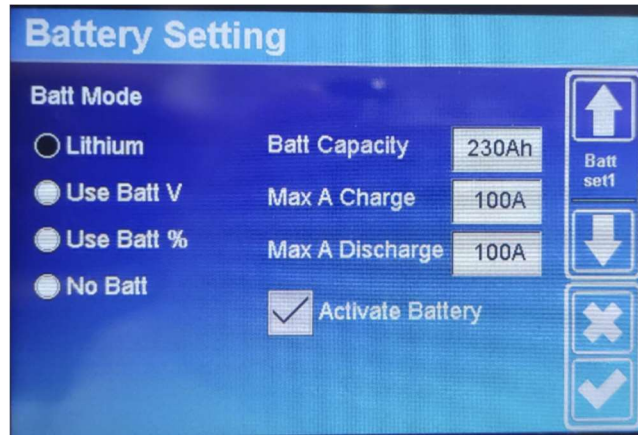 Battery Setting
Batt Mode
Lithium
Batt Capacity 230Ah
Batt
set1
Use Batt V
Max A Charge 100A
Use Batt %
Max A Discharge 100A
No Batt
Activate Battery